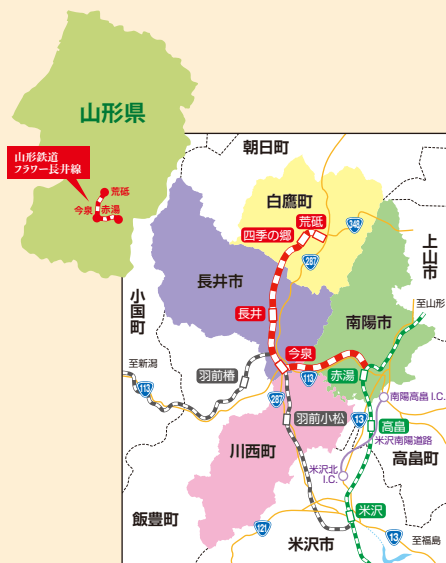 山形県
山形鉄道
フラワー長井線
荒砥
今泉
赤湯
朝日町
白鷹町
荒砥
四季の郷
348
287
上山市
長井市
小国町
長井
南陽市
至山形
今泉
至新潟
羽前椿
113
赤湯
113
287
南陽高畠 I.C.
羽前小松
13
高畠
米沢南陽道路
川西町
高畠町
米沢北
I.C.
米沢
飯豊町
121
米沢市
13
至福島